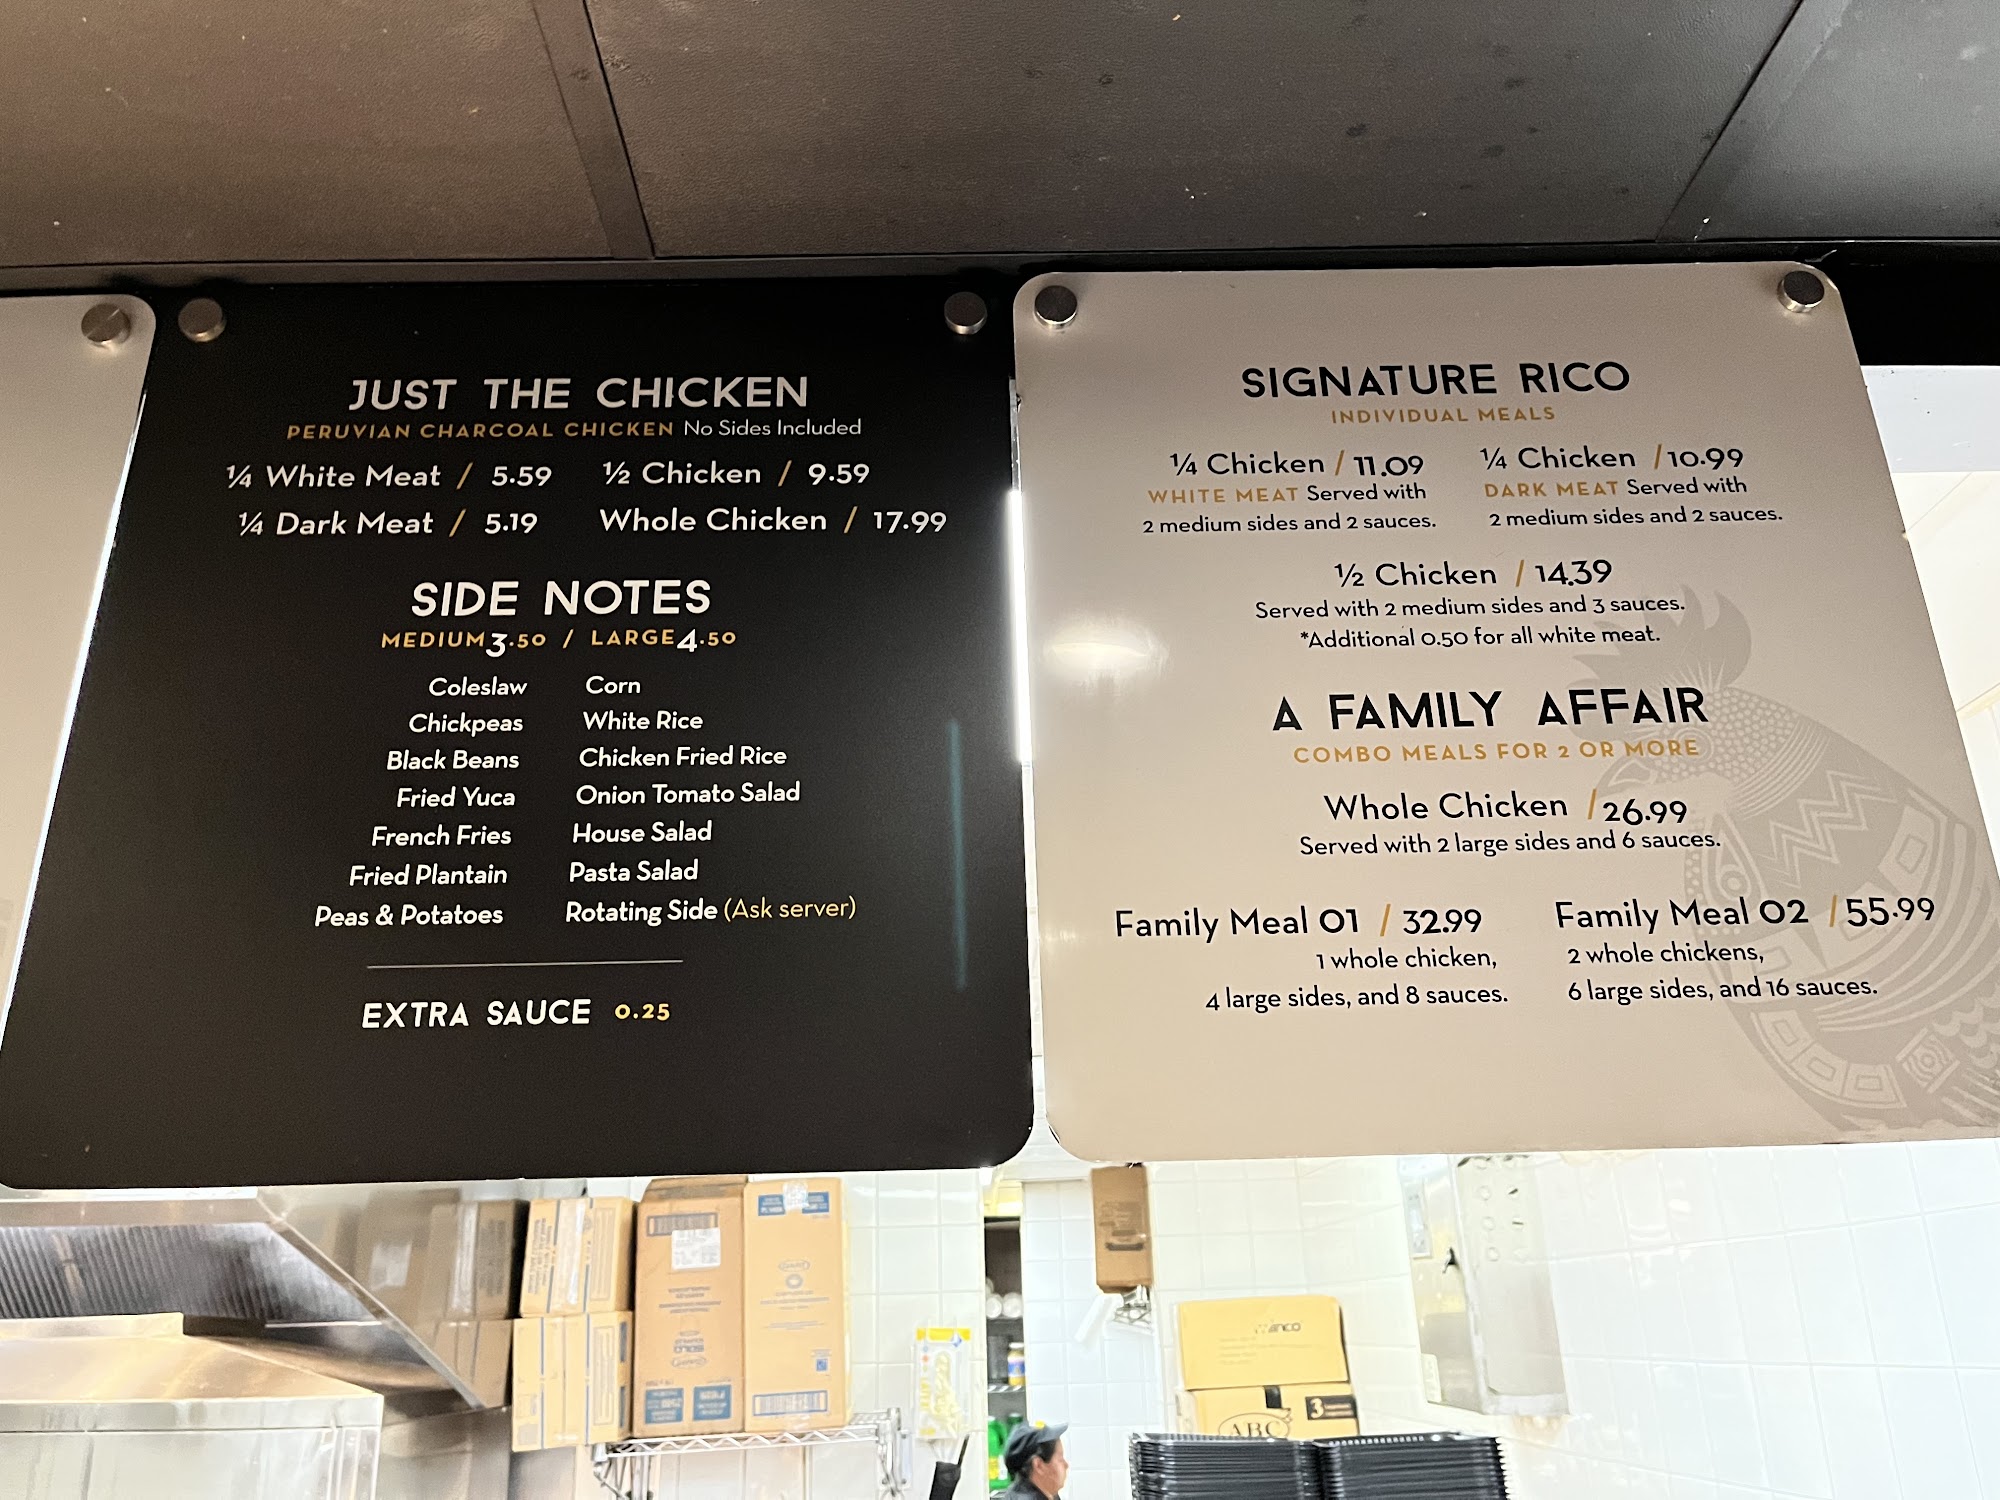 JUST THE CHICKEN
PERUVIAN CHARCOAL CHICKEN No Sides Included
¼ White Meat / 5.59
½ Chicken / 9.59
¼ Dark Meat / 5.19
Whole Chicken / 17.99
SIDE NOTES
MEDIUM 3.50 / LARGE 4.50
Coleslaw
Corn
Chickpeas
White Rice
Black Beans
Chicken Fried Rice
Fried Yuca
Onion Tomato Salad
French Fries
House Salad
Fried Plantain
Pasta Salad
Peas & Potatoes
Rotating Side (Ask server)
EXTRA SAUCE 0.25
SIGNATURE RICO
INDIVIDUAL MEALS
¼ Chicken / 11.09
WHITE MEAT Served with
2 medium sides and 2 sauces.
¼ Chicken / 10.99
DARK MEAT Served with
2 medium sides and 2 sauces.
½ Chicken / 14.39
Served with 2 medium sides and 3 sauces.
*Additional 0.50 for all white meat.
A FAMILY AFFAIR
COMBO MEALS FOR 2 OR MORE
Whole Chicken / 26.99
Served with 2 large sides and 6 sauces.
Family Meal 01 / 32.99
1 whole chicken,
4 large sides, and 8 sauces.
Family Meal 02 / 55.99
2 whole chickens,
6 large sides, and 16 sauces.
ABC
3